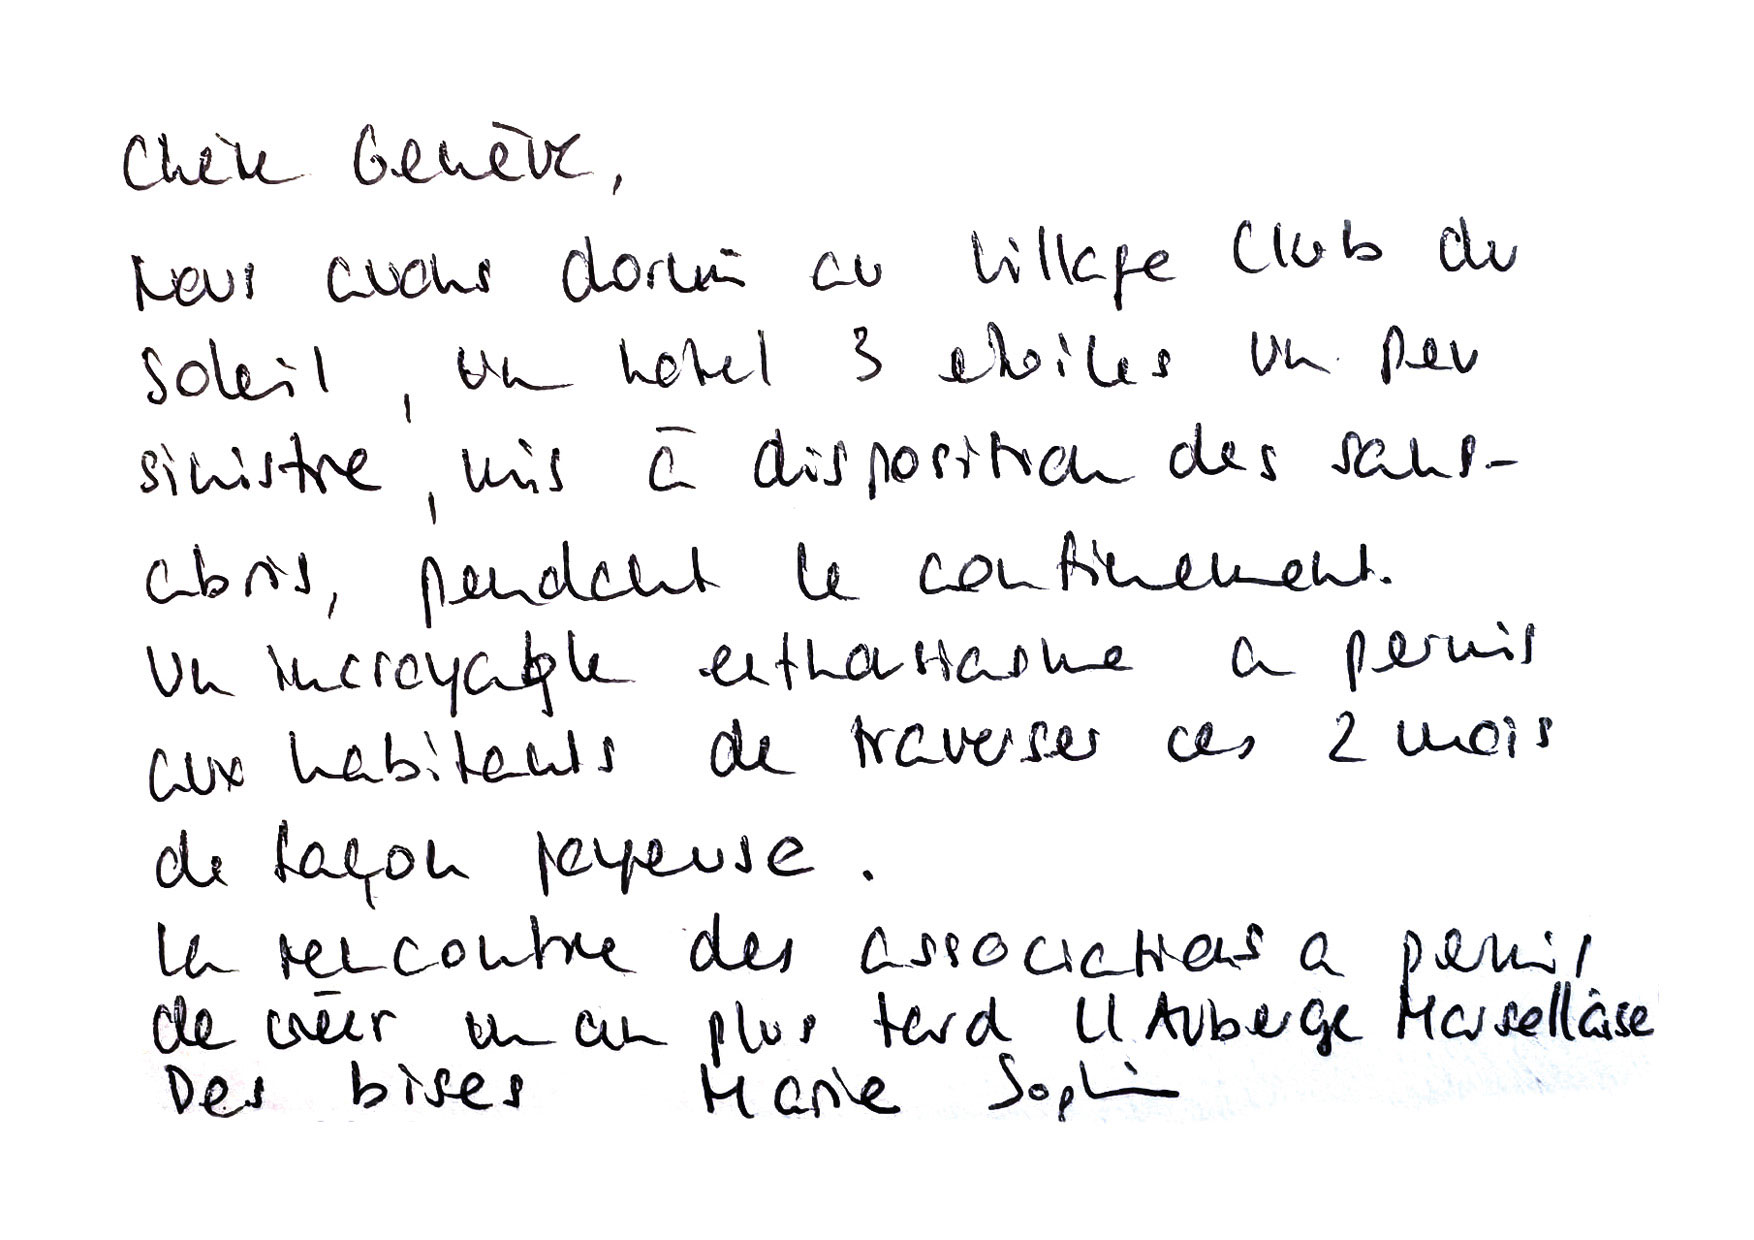 Chère Genève,
Nous avons dormi au Village Club du
Soleil, un hotel 3 etoiles un peu
sinistre, mis à disposition des sans-
abris, pendant le confinement.
Un incroyable enthousiasme a permis
aux habitants de traverser ces 2 mois
de façon joyeuse.
La rencontre des associations a permis
de créer un an plus tard L'Auberge Marsellaise
Des bises Marie Sophie